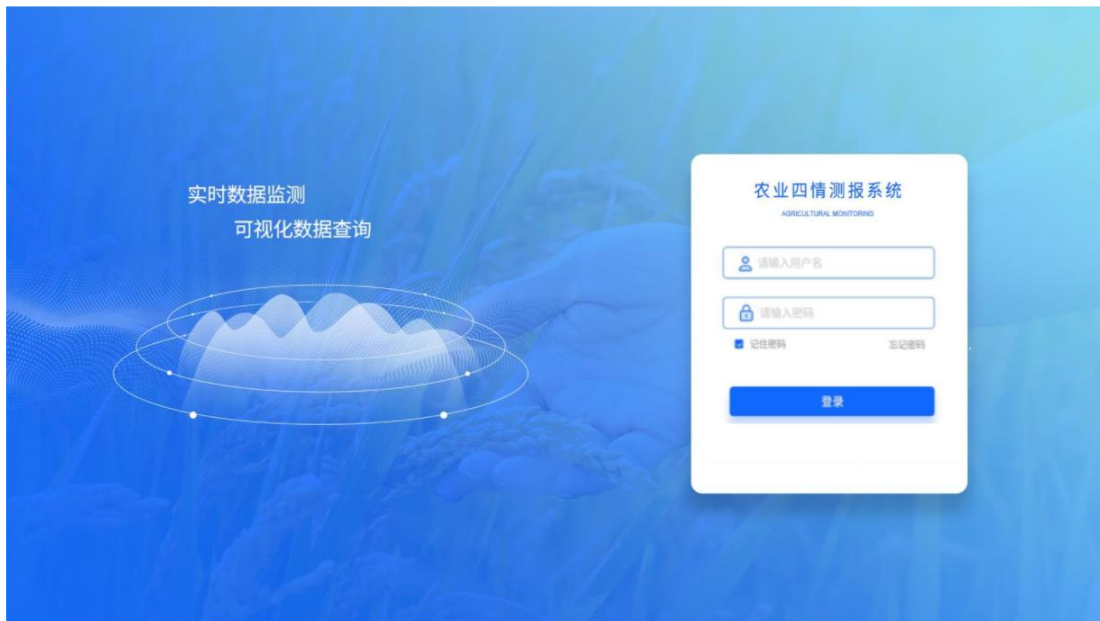 实时数据监测
可视化数据查询
农业四情测报系统
AGRICULTURAL MONITORING
请输入用户名
请输入密码
记住密码 忘记密码
登录